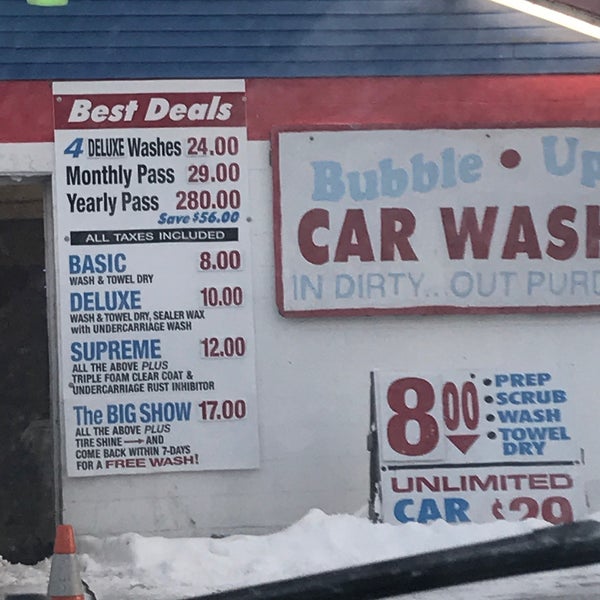 Best Deals
4 DELUXE Washes 24.00
Monthly Pass 29.00
Yearly Pass 280.00
Save $56.00
ALL TAXES INCLUDED
BASIC 8.00
WASH & TOWEL DRY
DELUXE 10.00
WASH & TOWEL DRY, SEALER WAX
with UNDERCARRIAGE WASH
SUPREME 12.00
ALL THE ABOVE PLUS
TRIPLE FOAM CLEAR COAT &
UNDERCARRIAGE RUST INHIBITOR
The BIG SHOW 17.00
ALL THE ABOVE PLUS
TIRE SHINE → AND
COME BACK WITHIN 7-DAYS
FOR A FREE WASH!
Bubble • Up
CAR WASH
IN DIRTY...OUT PURD
8.00
• PREP
• SCRUB
• WASH
• TOWEL
DRY
UNLIMITED
CAR $29